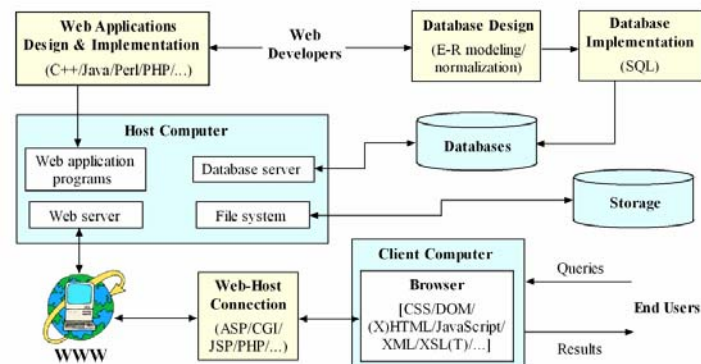 Web Applications
Design & Implementation
(C++/Java/Perl/PHP/...)
Web
Developers
Database Design
(E-R modeling/
normalization)
Database
Implementation
(SQL)
Host Computer
Web application
programs
Database server
Web server
File system
Databases
Storage
WWW
Web-Host
Connection
(ASP/CGI/
JSP/PHP/...)
Client Computer
Browser
[CSS/DOM/
(X)HTML/JavaScript/
XML/XSL(T)/...]
Queries
End Users
Results